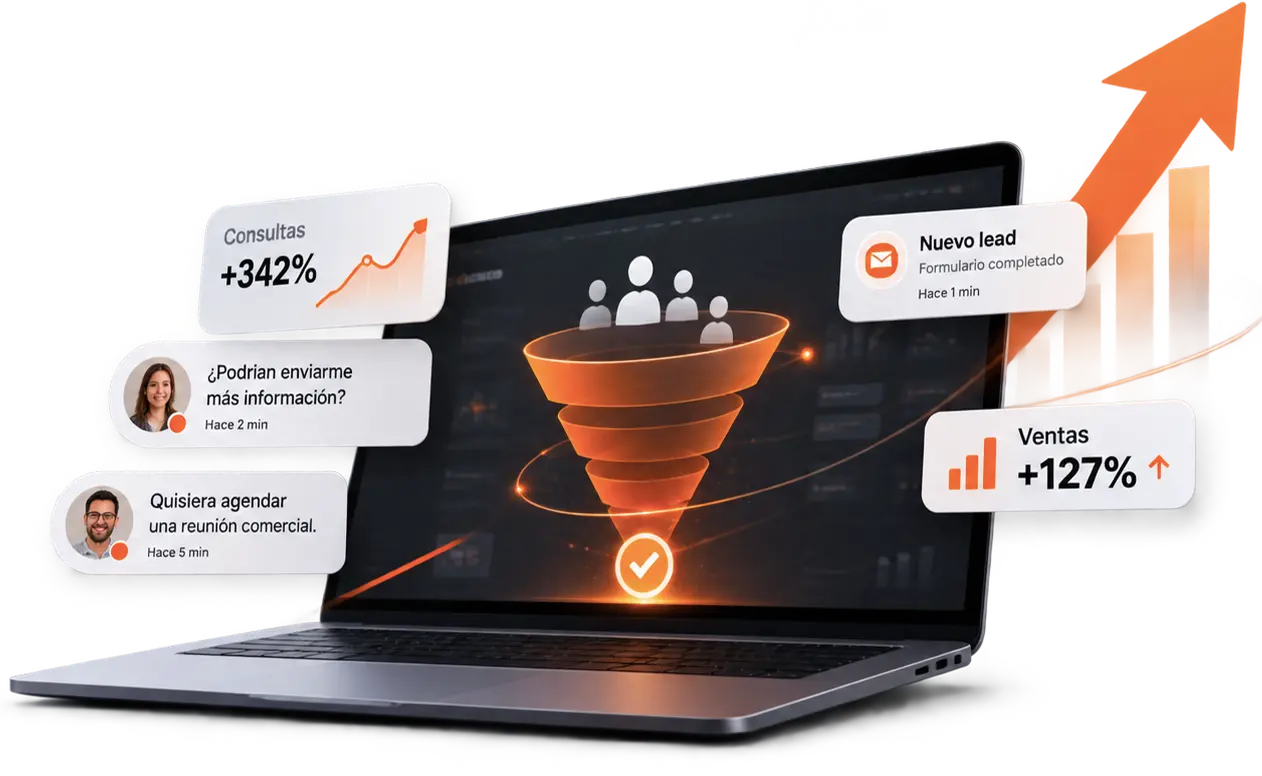 Consultas
+342%
¿Podrian enviarme
más información?
Hace 2 min
Quisiera agendar
una reunión comercial.
Hace 5 min
Nuevo lead
Formulario completado
Hace 1 min
Ventas
+127%